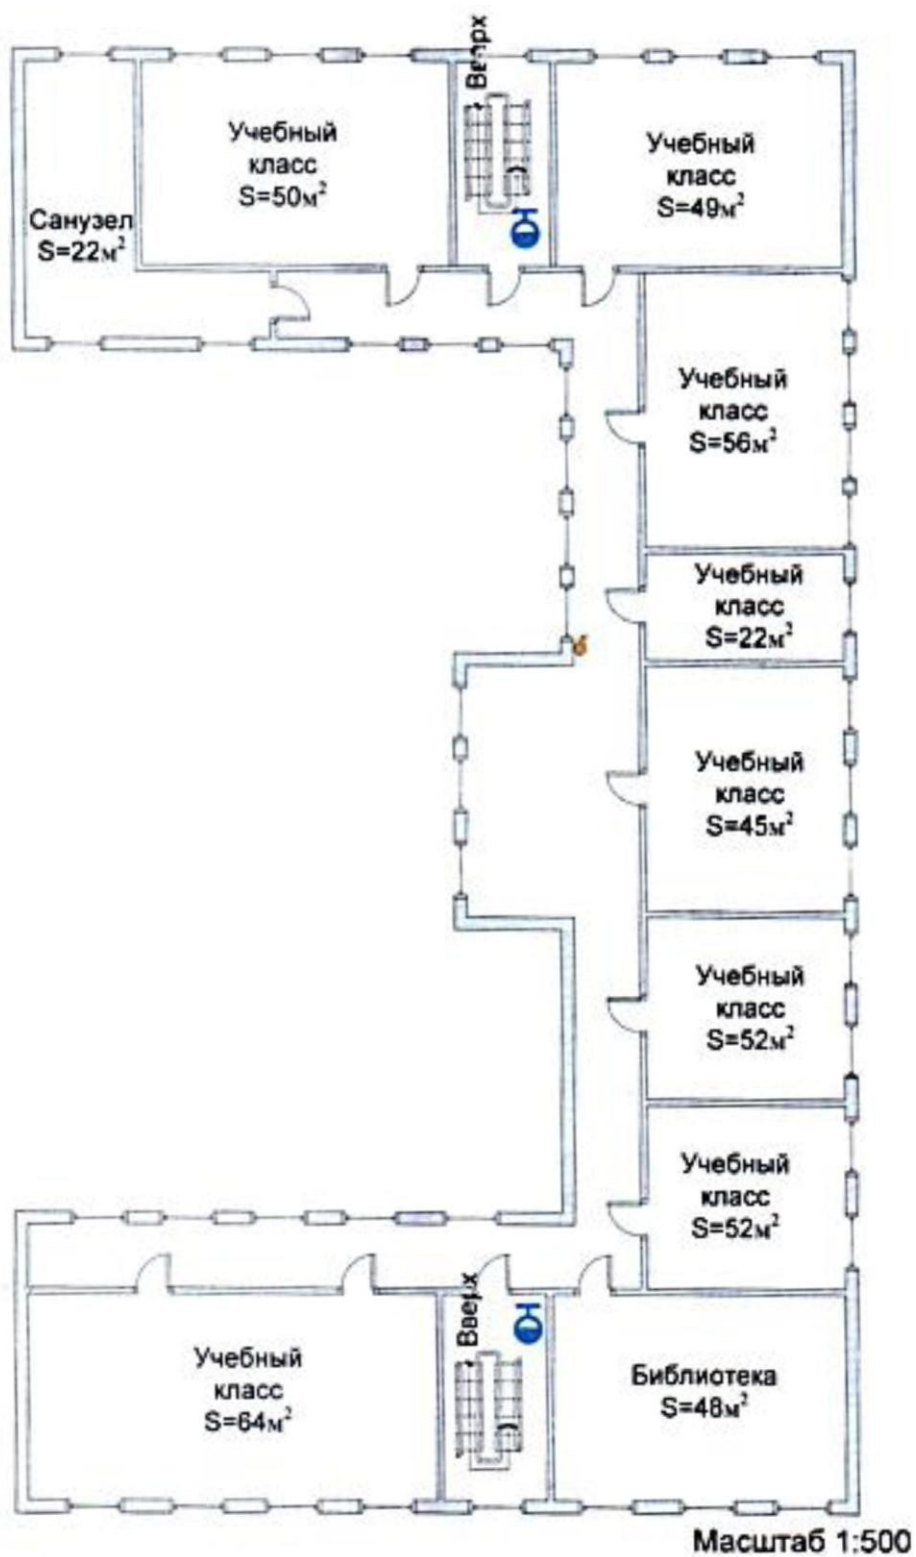 Вверх
Учебный
класс
S=50м²
Учебный
класс
S=49м²
Санузел
S=22м²
Учебный
класс
S=56м²
Учебный
класс
S=22м²
Учебный
класс
S=45м²
Учебный
класс
S=52м²
Учебный
класс
S=52м²
Вверх
Учебный
класс
S=64м²
Библиотека
S=48м²
Масштаб 1:500